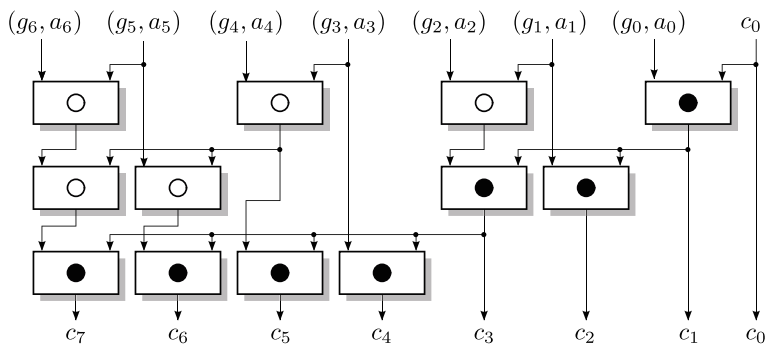 (g₆, a₆) (g₅, a₅) (g₄, a₄) (g₃, a₃) (g₂, a₂) (g₁, a₁) (g₀, a₀) c₀
c₇ c₆ c₅ c₄ c₃ c₂ c₁ c₀